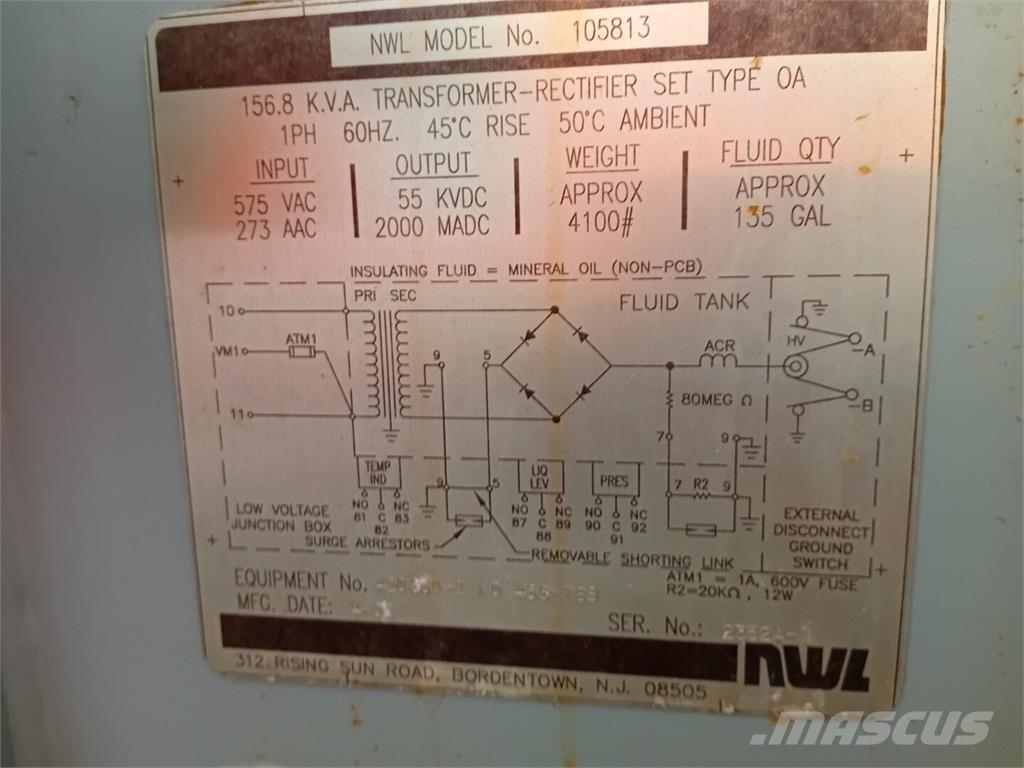 NWL MODEL No. 105813
156.8 K.V.A. TRANSFORMER-RECTIFIER SET TYPE OA
1PH 60HZ. 45°C RISE 50°C AMBIENT
INPUT OUTPUT WEIGHT FLUID QTY
575 VAC 55 KVDC APPROX APPROX
273 AAC 2000 MADC 4100# 135 GAL
INSULATING FLUID = MINERAL OIL (NON-PCB)
PRI SEC FLUID TANK
10
ATM1 ACR HV
VM1 9 5 -A
80MEG Ω -B
11
7 9
TEMP IND LIQ LEV PRES
9 5 7 R2 9
NO 81 C 82 NC 83 NO 87 C 88 NC 89 NO 90 C 91 NC 92
LOW VOLTAGE
JUNCTION BOX
SURGE ARRESTORS
REMOVABLE SHORTING LINK
EXTERNAL
DISCONNECT
GROUND
SWITCH
ATM1 = 1A, 600V FUSE
R2=20KΩ, 12W
EQUIPMENT No.
MFG. DATE:
SER. No.:
NWL
312 RISING SUN ROAD, BORDENTOWN, N.J. 08505
MASCUS